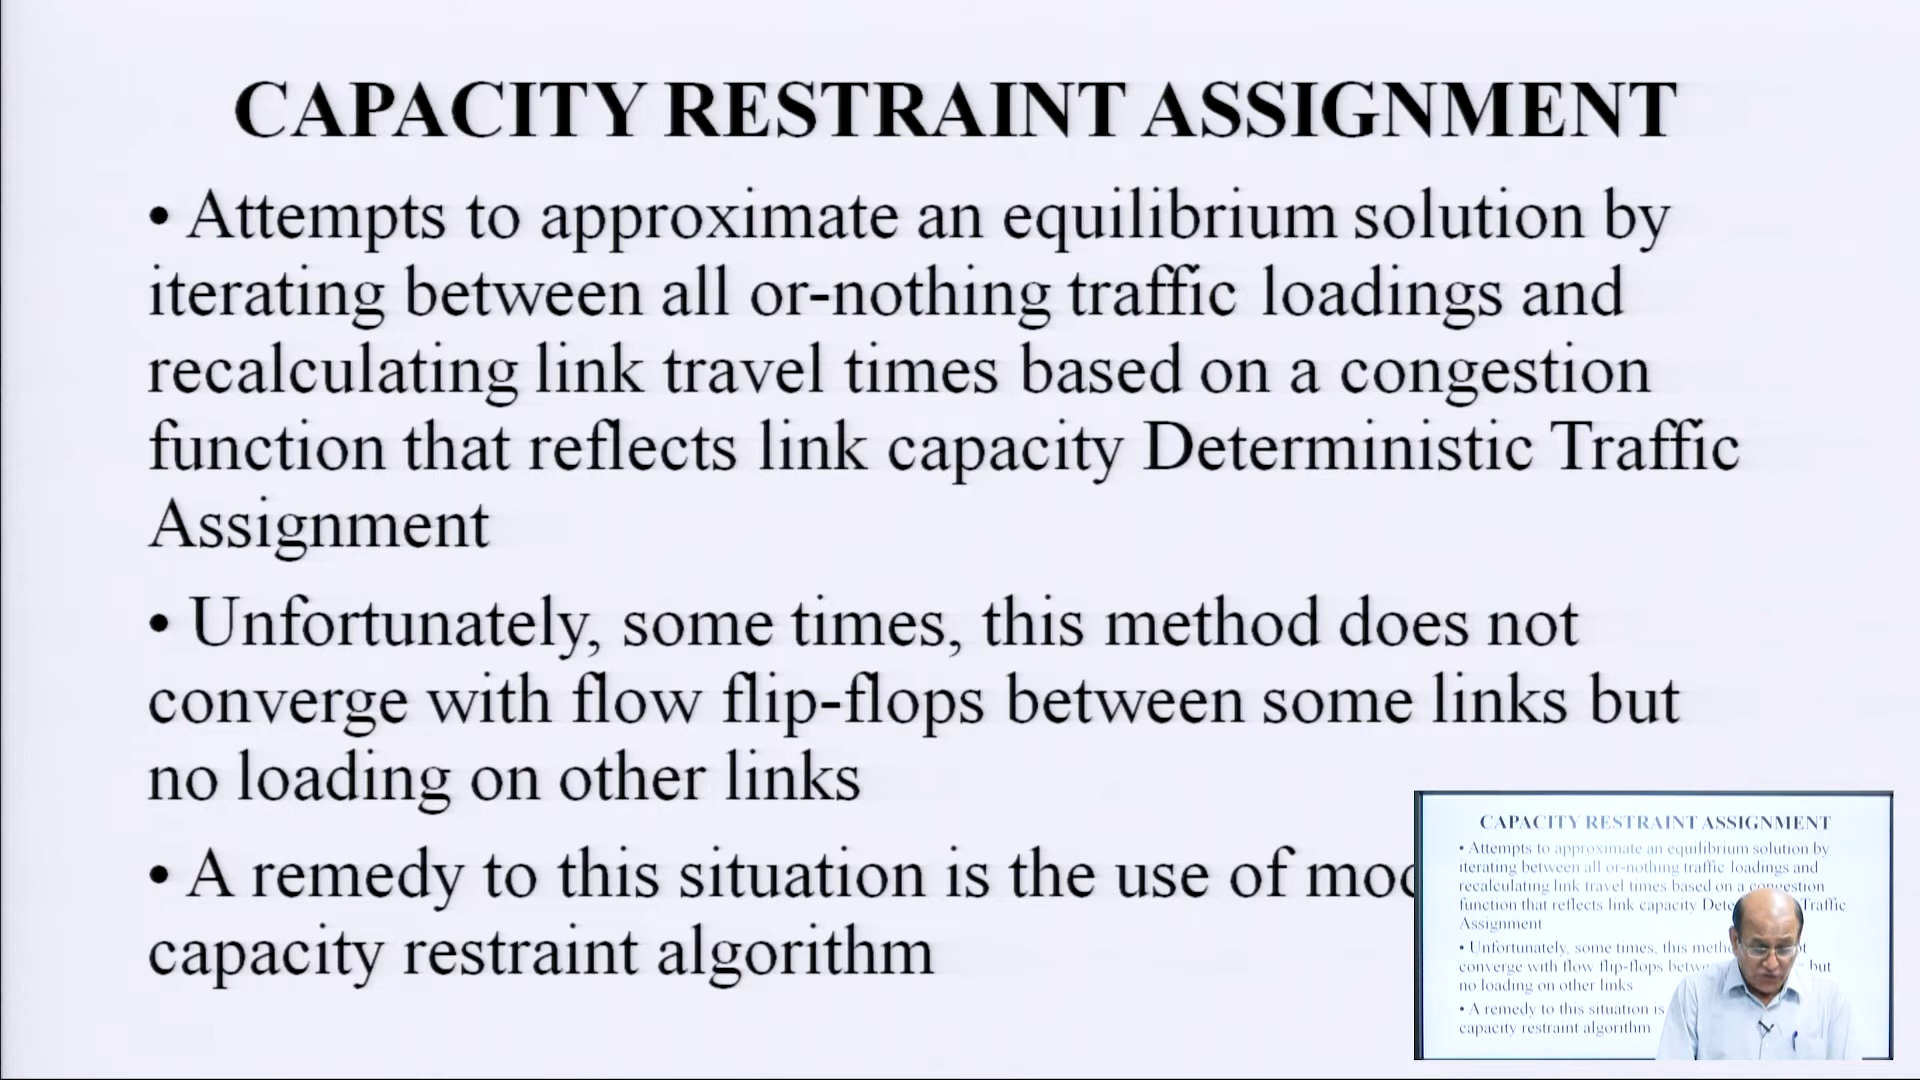 CAPACITY RESTRAINT ASSIGNMENT
• Attempts to approximate an equilibrium solution by
iterating between all or-nothing traffic loadings and
recalculating link travel times based on a congestion
function that reflects link capacity Deterministic Traffic
Assignment
• Unfortunately, some times, this method does not
converge with flow flip-flops between some links but
no loading on other links
• A remedy to this situation is the use of
capacity restraint algorithm
CAPACITY RESTRAINT ASSIGNMENT
• Attempts to approximate an equilibrium solution by
iterating between all or-nothing traffic loadings and
recalculating link travel times based on a congestion
function that reflects link capacity Traffic
Assignment
• Unfortunately, some times, this
converge with flow flip-flops but
no loading on other links
• A remedy to this situation is
capacity restraint algorithm